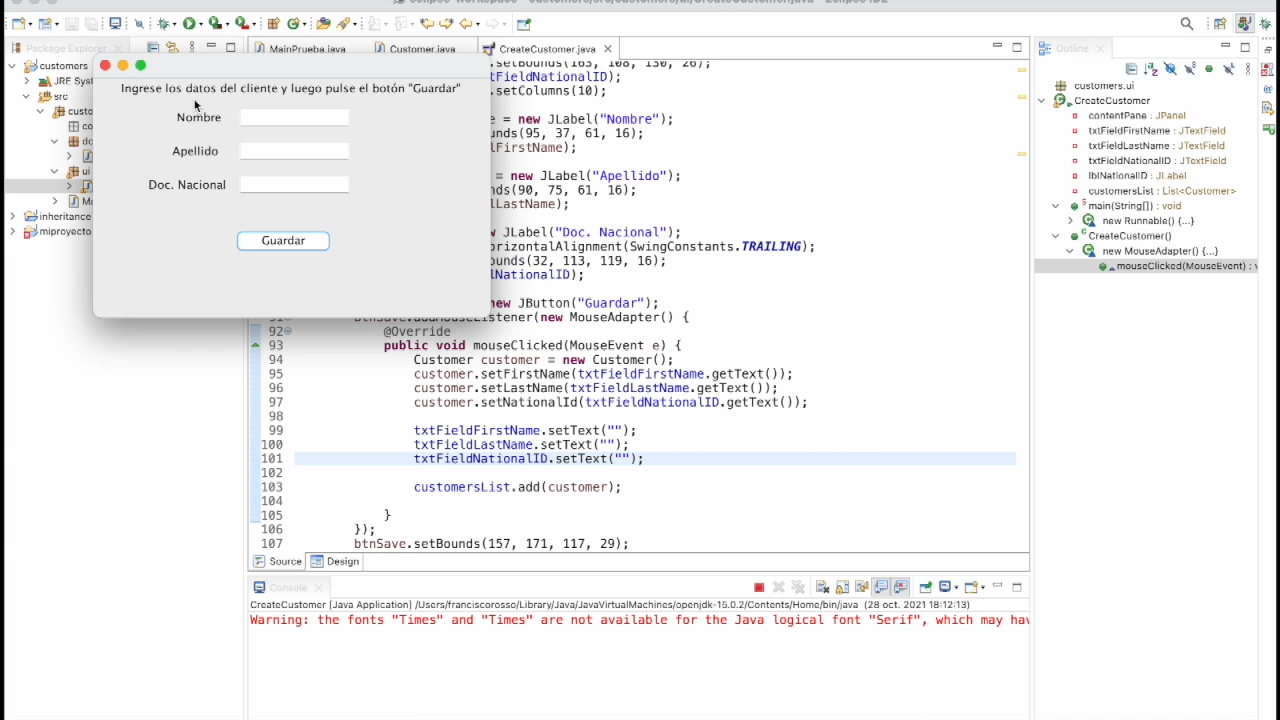 Package Explorer
MainPrueba.java
Customer.java
CreateCustomer.java
Outline
customers
JRE Syst
src
custo
co
do
ui
Ma
inheritance
miproyecto
Ingrese los datos del cliente y luego pulse el botón "Guardar"
Nombre
Apellido
Doc. Nacional
Guardar
.setBounds(163, 108, 130, 26);
tFieldNationalID);
.setColumns(10);
e = new JLabel("Nombre");
unds(95, 37, 61, 16);
lFirstName);
= new JLabel("Apellido");
nds(90, 75, 61, 16);
lLastName);
w JLabel("Doc. Nacional");
orizontalAlignment(SwingConstants.TRAILING);
ounds(32, 113, 119, 16);
lNationalID);
new JButton("Guardar");
91 btnSave.addMouseListener(new MouseAdapter() {
92 @Override
93 public void mouseClicked(MouseEvent e) {
94 Customer customer = new Customer();
95 customer.setFirstName(txtFieldFirstName.getText());
96 customer.setLastName(txtFieldLastName.getText());
97 customer.setNationalId(txtFieldNationalID.getText());
98
99 txtFieldFirstName.setText("");
100 txtFieldLastName.setText("");
101 txtFieldNationalID.setText("");
102
103 customersList.add(customer);
104
105 }
106 });
107 btnSave.setBounds(157, 171, 117, 29);
Source
Design
customers.ui
CreateCustomer
contentPane : JPanel
txtFieldFirstName : JTextField
txtFieldLastName : JTextField
txtFieldNationalID : JTextField
lblNationalID : JLabel
customersList : List<Customer>
main(String[]) : void
new Runnable() {...}
CreateCustomer()
new MouseAdapter() {...}
mouseClicked(MouseEvent) : v
Console
CreateCustomer [Java Application] /Users/franciscorosso/Library/Java/JavaVirtualMachines/openjdk-15.0.2/Contents/Home/bin/java (28 oct. 2021 18:12:13)
Warning: the fonts "Times" and "Times" are not available for the Java logical font "Serif", which may hav